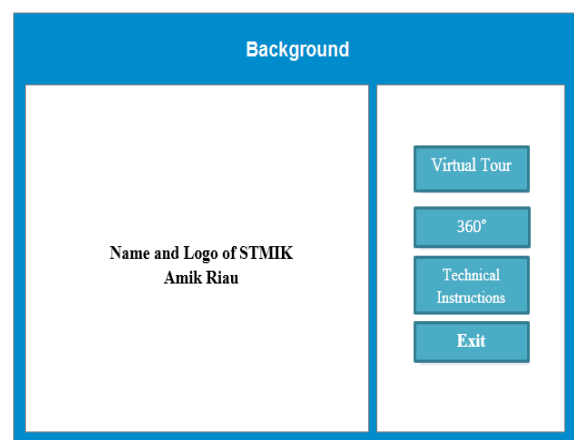 Background
Name and Logo of STMIK
Amik Riau
Virtual Tour
360°
Technical
Instructions
Exit